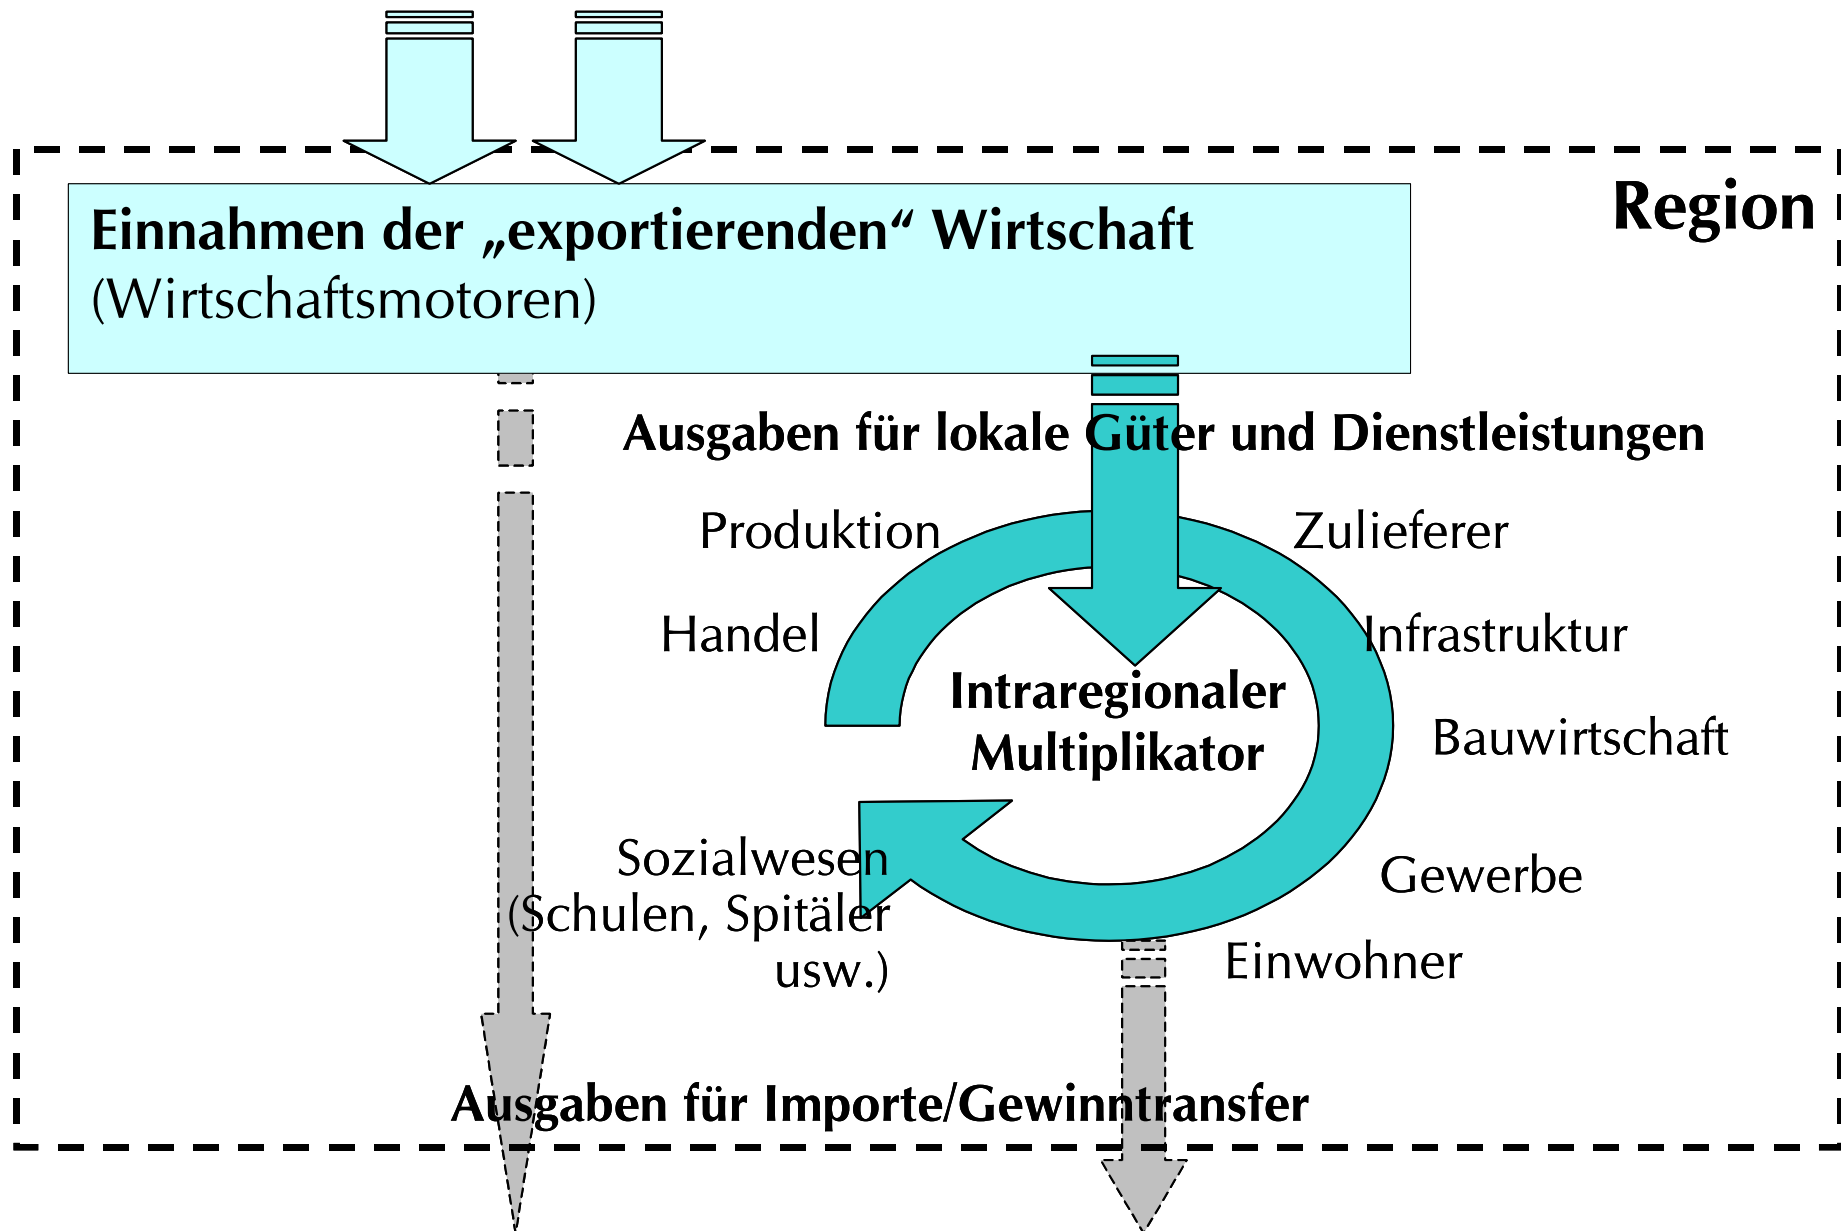 Region
Einnahmen der „exportierenden“ Wirtschaft
(Wirtschaftsmotoren)
Ausgaben für lokale Güter und Dienstleistungen
Produktion
Zulieferer
Handel
Infrastruktur
Intraregionaler
Multiplikator
Bauwirtschaft
Sozialwesen
(Schulen, Spitäler
usw.)
Gewerbe
Einwohner
Ausgaben für Importe/Gewinntransfer